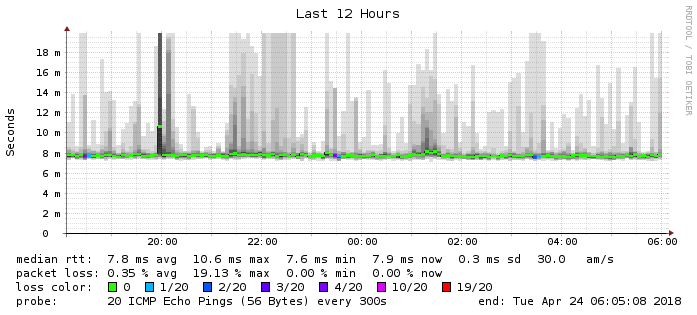 Last 12 Hours
RRDTOOL / TOBI OETIKER
Seconds
18 m
16 m
14 m
12 m
10 m
8 m
6 m
4 m
2 m
0
20:00 22:00 00:00 02:00 04:00 06:00
median rtt: 7.8 ms avg 10.6 ms max 7.6 ms min 7.9 ms now 0.3 ms sd 30.0 am/s
packet loss: 0.35 % avg 19.13 % max 0.00 % min 0.00 % now
loss color: 0 1/20 2/20 3/20 4/20 10/20 19/20
probe: 20 ICMP Echo Pings (56 Bytes) every 300s end: Tue Apr 24 06:05:08 2018